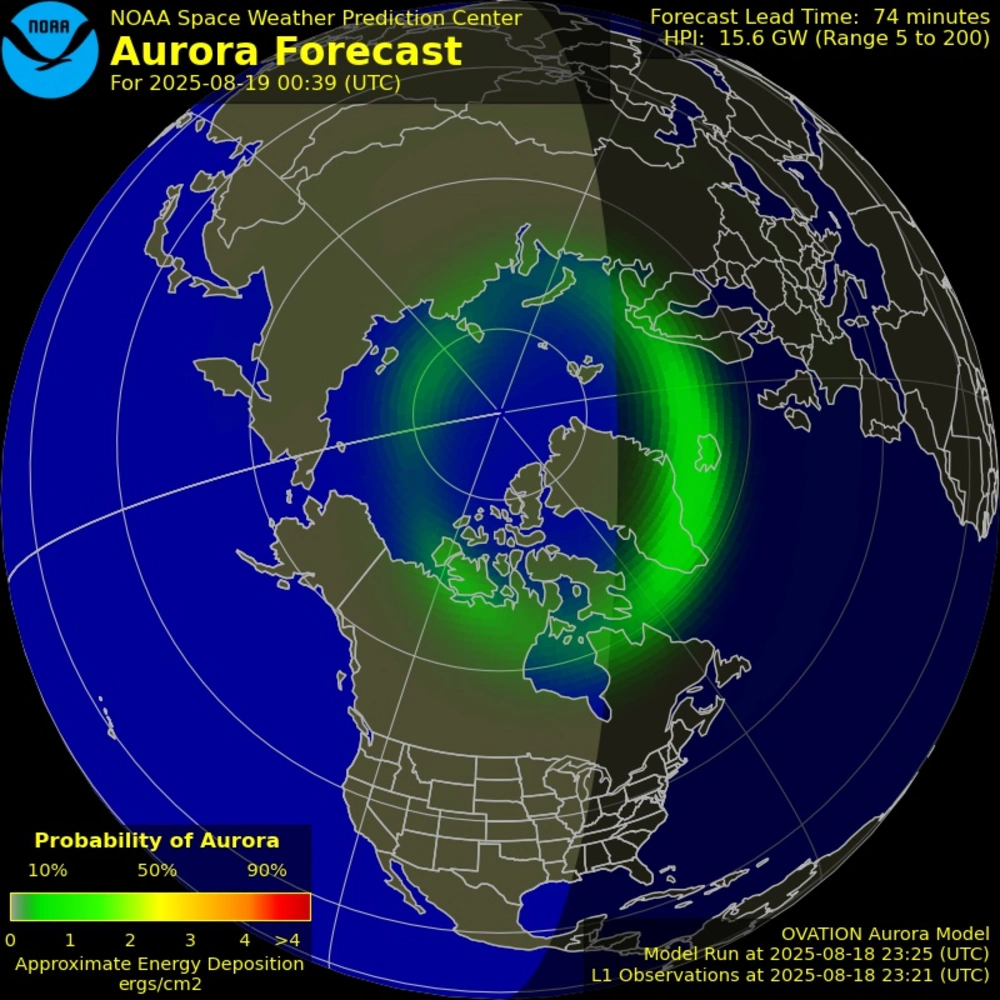 NOAA
NOAA Space Weather Prediction Center
Aurora Forecast
For 2025-08-19 00:39 (UTC)
Forecast Lead Time: 74 minutes
HPI: 15.6 GW (Range 5 to 200)
Probability of Aurora
10% 50% 90%
0 1 2 3 4 >4
Approximate Energy Deposition
ergs/cm2
OVATION Aurora Model
Model Run at 2025-08-18 23:25 (UTC)
L1 Observations at 2025-08-18 23:21 (UTC)